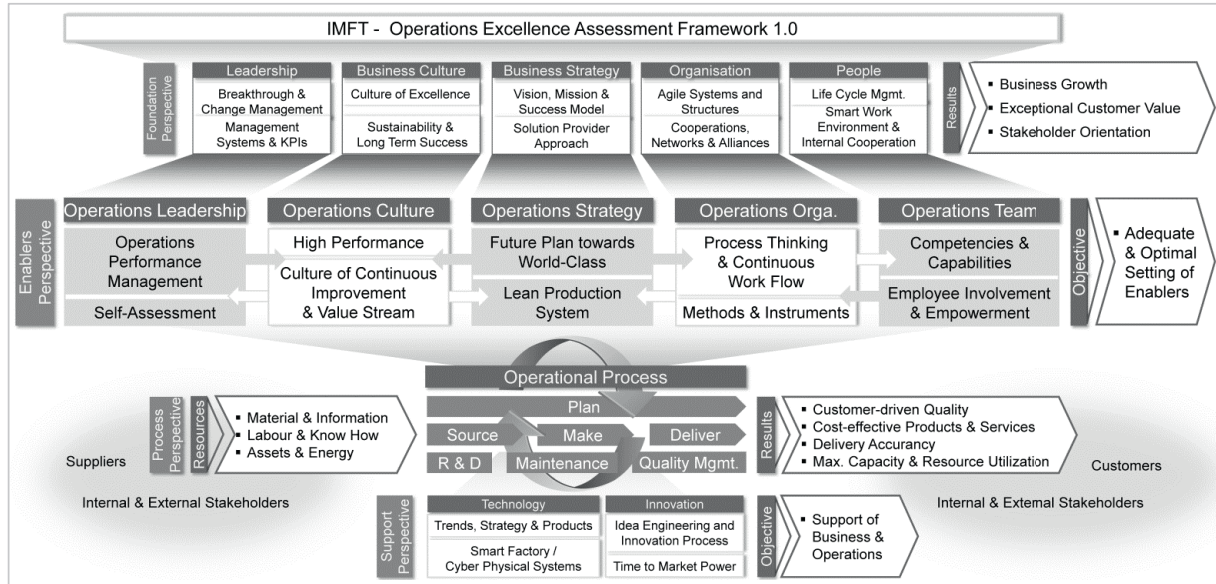 IMFT - Operations Excellence Assessment Framework 1.0
Foundation
Perspective
Leadership
Breakthrough &
Change Management
Management
Systems & KPIs
Business Culture
Culture of Excellence
Sustainability &
Long Term Success
Business Strategy
Vision, Mission &
Success Model
Solution Provider
Approach
Organisation
Agile Systems and
Structures
Cooperations,
Networks & Alliances
People
Life Cycle Mgmt.
Smart Work
Environment &
Internal Cooperation
Results
▪ Business Growth
▪ Exceptional Customer Value
▪ Stakeholder Orientation
Enablers
Perspective
Operations Leadership
Operations
Performance
Management
Self-Assessment
Operations Culture
High Performance
Culture of Continuous
Improvement
& Value Stream
Operations Strategy
Future Plan towards
World-Class
Lean Production
System
Operations Orga.
Process Thinking
& Continuous
Work Flow
Methods & Instruments
Operations Team
Competencies &
Capabilities
Employee Involvement
& Empowerment
Objective
▪ Adequate
& Optimal
Setting of
Enablers
Suppliers
Internal & External Stakeholders
Process
Perspective
Resources
▪ Material & Information
▪ Labour & Know How
▪ Assets & Energy
Operational Process
Plan
Source
Make
Deliver
R & D
Maintenance
Quality Mgmt.
Results
▪ Customer-driven Quality
▪ Cost-effective Products & Services
▪ Delivery Accurancy
▪ Max. Capacity & Resource Utilization
Customers
Internal & External Stakeholders
Support
Perspective
Technology
Trends, Strategy & Products
Smart Factory /
Cyber Physical Systems
Innovation
Idea Engineering and
Innovation Process
Time to Market Power
Objective
▪ Support of
Business &
Operations